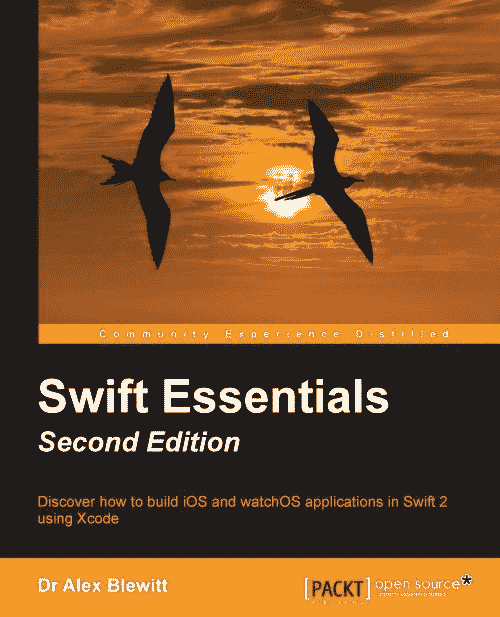 Community Experience Distilled
Swift Essentials
Second Edition
Discover how to build iOS and watchOS applications in Swift 2
using Xcode
Dr Alex Blewitt
[PACKT] open source*